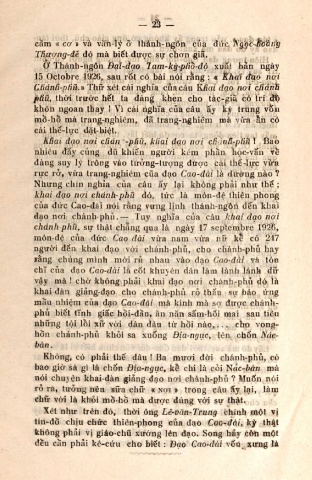 — 23 —
cầm « cơ » và văn-lý ở thánh-ngôn của đức Ngọc-hoàng
Thượng-đế đó mà biết được sự chọn giả.
Ở Thánh-ngôn Đại-đạo Tam-kỳ-phổ-độ xuất bản ngày
15 Octobre 1926, sau rốt có bài nói rằng : « Khai đạo nơi
Chánh-phủ. » Thử xét cái nghĩa của câu Khai đạo nơi chánh
phủ, thời trước hết ta đáng khen cho tác-giả có trí độ
khôn ngoan thay ! Vì cái nghĩa của câu ấy kỳ trung vốn
mơ-hồ mà trang-nghiêm, đã trang-nghiêm mà vừa ẩn có
cái thế-lực đặt-biệt.
Khai đạo nơi chánh-phủ, khai đạo nơi chánh-phủ ! Bao
nhiêu đấy cũng đủ khiến người kém phần học-vấn về
đàng suy lý trông vào tưởng-tượng được cái thế-lực vừa
rực rỡ, vừa trang-nghiêm của đạo Cao-đài là dường nào ?
Nhưng chín nghĩa của câu ấy lại không phải như thế :
khai đạo nơi chánh-phủ đó, tức là môn-đệ thiên-phong
của đức Cao-đài nói rằng vưng lịnh thánh-ngôn đến khai
đạo nơi chánh-phủ. — Tuy nghĩa của câu khai đạo nơi
chánh-phủ, sự thật chẳng qua là ngày 17 septembre 1926,
môn-đệ của đức Cao đài vừa nam vừa nữ kể có 247
người đến khai đạo với chánh-phủ, cho chánh-phủ hay
rằng chúng mình mới rủ nhau vào đạo Cao-đài và tôn
chỉ của đạo Cao-đài là cốt khuyên dân làm lành lánh dữ
vậy mà ! chớ không phải khai đạo nơi chánh-phủ đó là
khai đàn giảng-đạo cho chánh-phủ rõ thấu sự báo ứng
mầu nhiệm của đạo Cao-đài, mà kinh mà sợ được chánh-
phủ biết tỉnh giấc hồi-đầu, ăn năn sám-hối mai sau tiêu
những tội lỗi xử với dân đàu từ hồi nào,... cho vong-
hồn chánh-phủ khỏi sa xuống Địa-ngục, tên chốn Nác-
bàn.
Không, có phải thế đâu ! Ba mươi đời chánh-phủ, có
bao giờ sá gì là chốn Địa-ngục, kể chi là cỏi Nác-bàn mà
nói chuyện khai-đàn giảng-đạo nơi chánh-phủ ? Muốn nói
rõ ra, tưởng nên sữa chữ « NƠI » trong câu ấy lại, làm
chữ với là khỏi mơ-hồ mà được đúng với sự thật.
Xét như trên đó, thời ông Lê-văn-Trung chính một vị
tín-đồ chịu chức thiên-phong của đạo Cao-đài, kỳ thật
không phải vị giáo-chủ xướng lên đạo. Song hãy còn một
đều cần phải kê-cứu cho biết : Đạo Cao-đài vốn xưng là